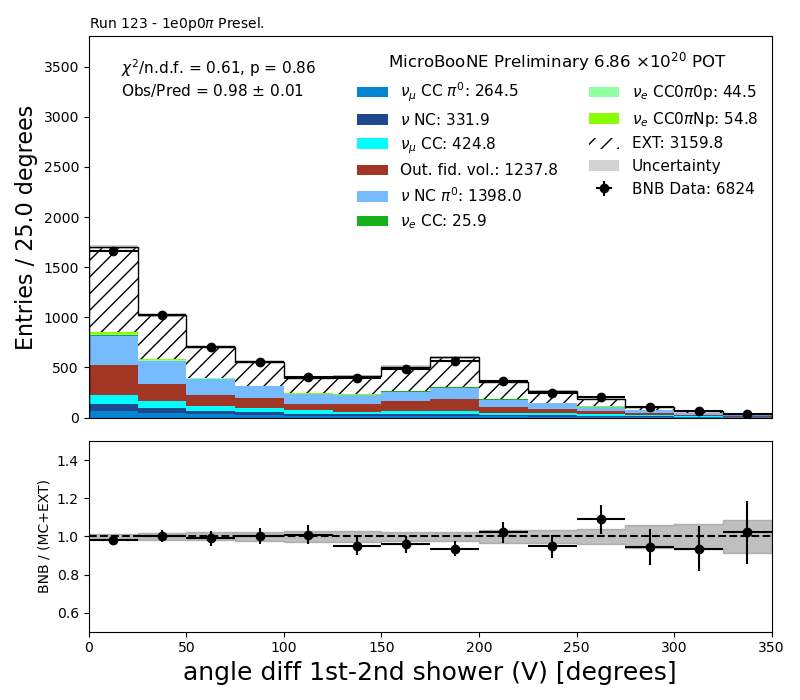 Run 123 - 1e0p0π Presel.
χ²/n.d.f. = 0.61, p = 0.86
Obs/Pred = 0.98 ± 0.01
MicroBooNE Preliminary 6.86 ×10²⁰ POT
ν_μ CC π⁰: 264.5
ν NC: 331.9
ν_μ CC: 424.8
Out. fid. vol.: 1237.8
ν NC π⁰: 1398.0
ν_e CC: 25.9
ν_e CC0π0p: 44.5
ν_e CC0πNp: 54.8
EXT: 3159.8
Uncertainty
BNB Data: 6824
Entries / 25.0 degrees
3500
3000
2500
2000
1500
1000
500
0
BNB / (MC+EXT)
1.4
1.2
1.0
0.8
0.6
0 50 100 150 200 250 300 350
angle diff 1st-2nd shower (V) [degrees]